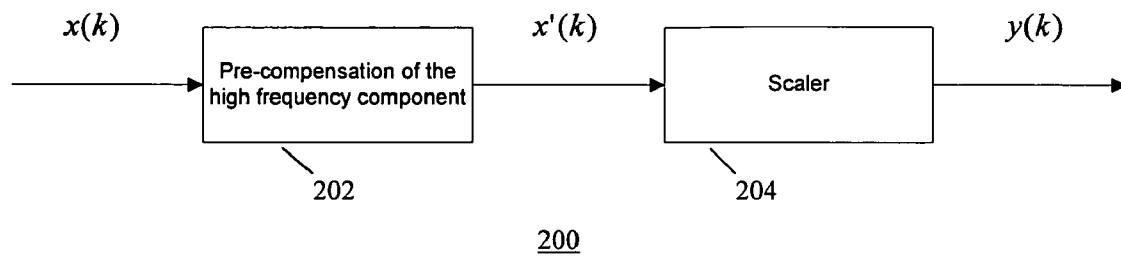 x(k)
x'(k)
y(k)
Pre-compensation of the
high frequency component
Scaler
202
204
200